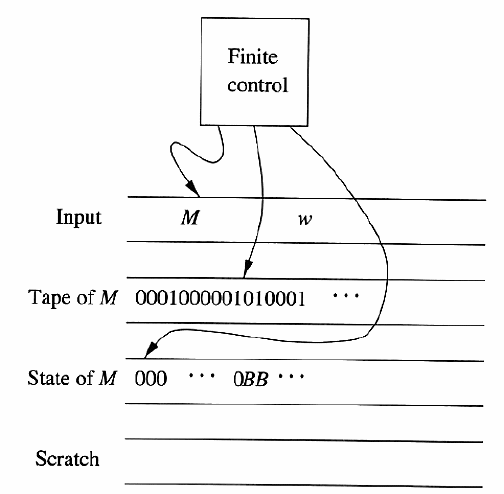 Finite
control
Input M w
Tape of M 0001000001010001 ···
State of M 000 ··· 0BB ···
Scratch